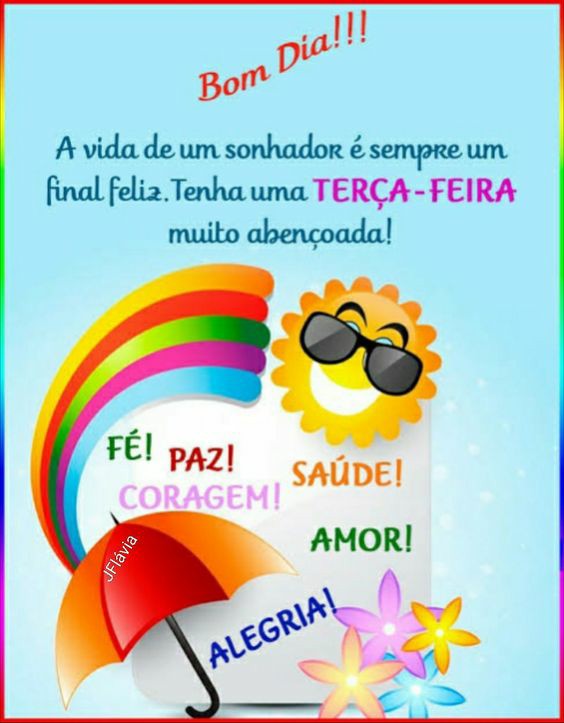 Bom Dia!!!
A vida de um sonhador é sempre um
final feliz. Tenha uma TERÇA-FEIRA
muito abençoada!
FÉ! PAZ!
SAÚDE!
CORAGEM!
AMOR!
JFlávia
ALEGRIA!